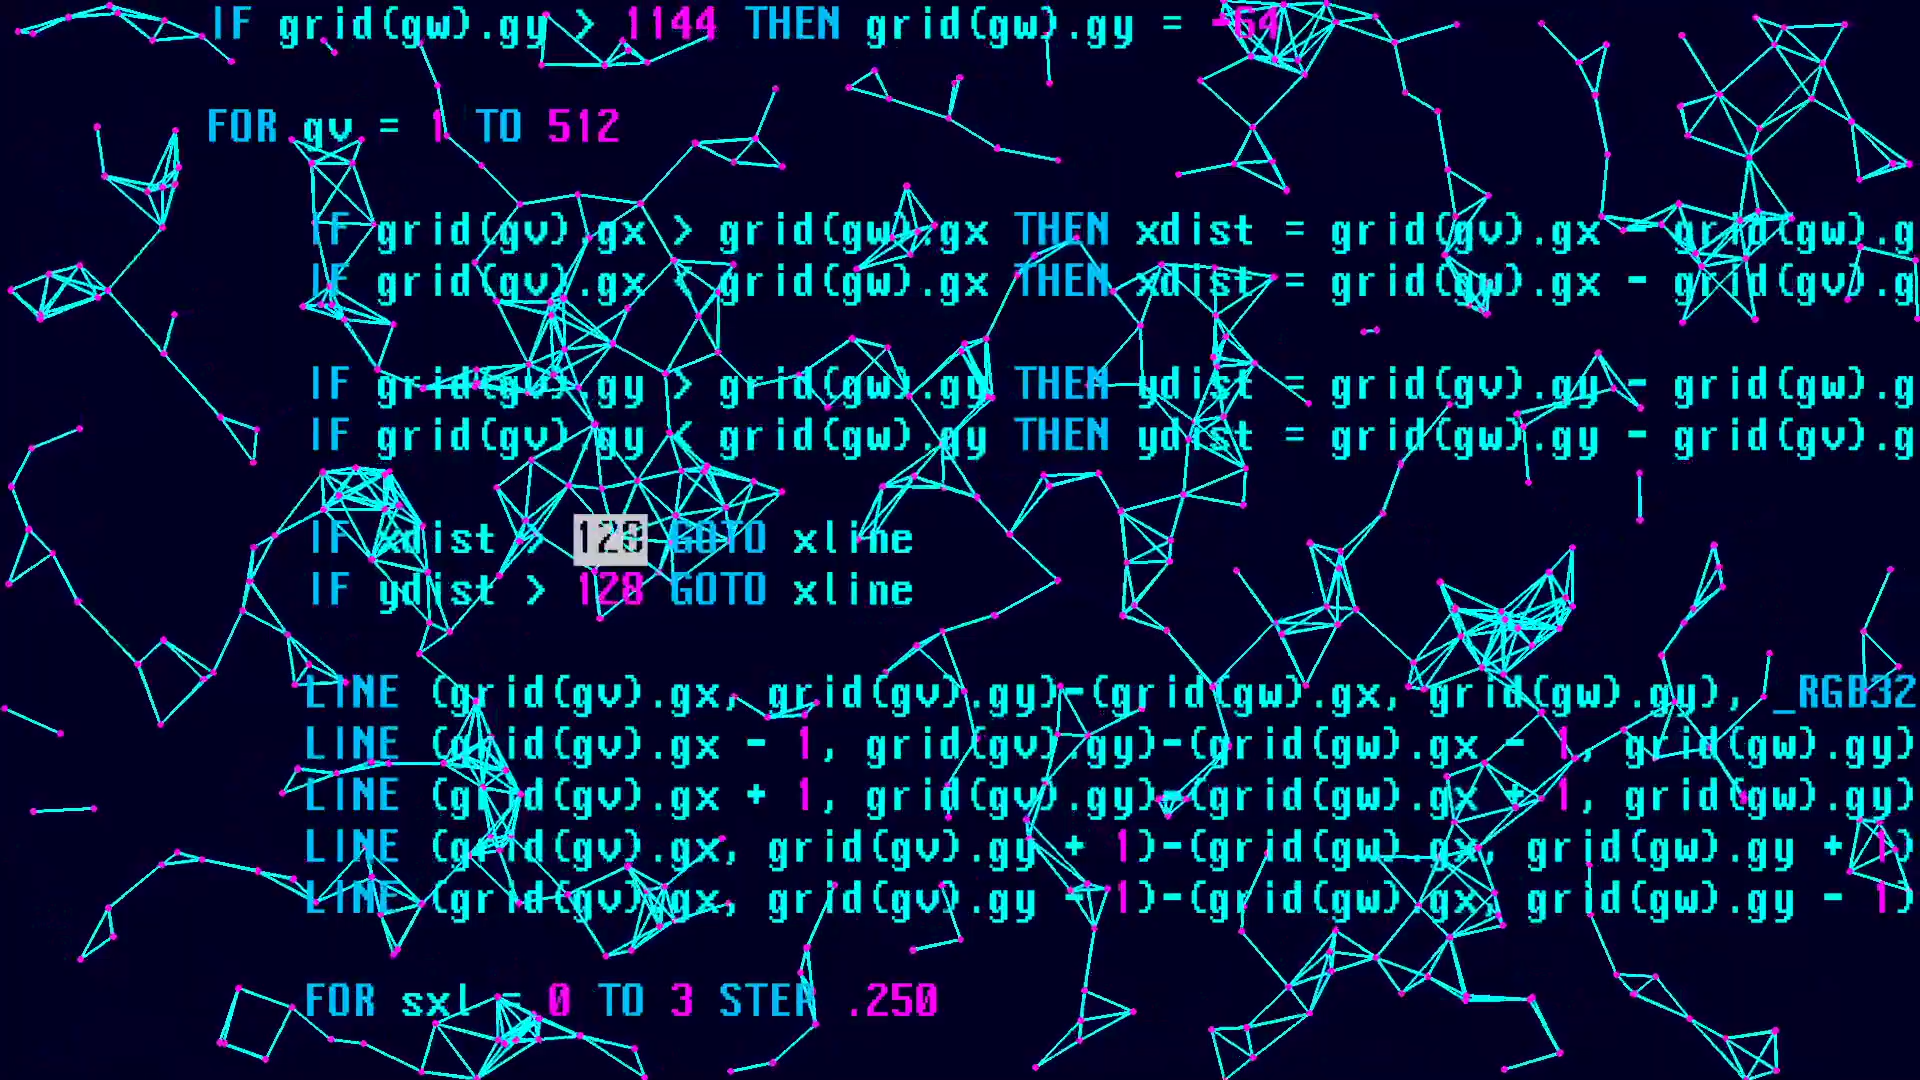 IF grid(gw).gy > 1144 THEN grid(gw).gy = -64
FOR gv = 1 TO 512
IF grid(gv).gx > grid(gw).gx THEN xdist = grid(gv).gx - grid(gw).g
IF grid(gv).gx < grid(gw).gx THEN xdist = grid(gw).gx - grid(gv).g
IF grid(gv).gy > grid(gw).gy THEN ydist = grid(gv).gy - grid(gw).g
IF grid(gv).gy < grid(gw).gy THEN ydist = grid(gw).gy - grid(gv).g
IF xdist > 128 GOTO xline
IF ydist > 128 GOTO xline
LINE (grid(gv).gx, grid(gv).gy)-(grid(gw).gx, grid(gw).gy), _RGB32
LINE (grid(gv).gx - 1, grid(gv).gy)-(grid(gw).gx - 1, grid(gw).gy)
LINE (grid(gv).gx + 1, grid(gv).gy)-(grid(gw).gx + 1, grid(gw).gy)
LINE (grid(gv).gx, grid(gv).gy + 1)-(grid(gw).gx, grid(gw).gy + 1)
LINE (grid(gv).gx, grid(gv).gy - 1)-(grid(gw).gx, grid(gw).gy - 1)
FOR sxl = 0 TO 3 STEP .250